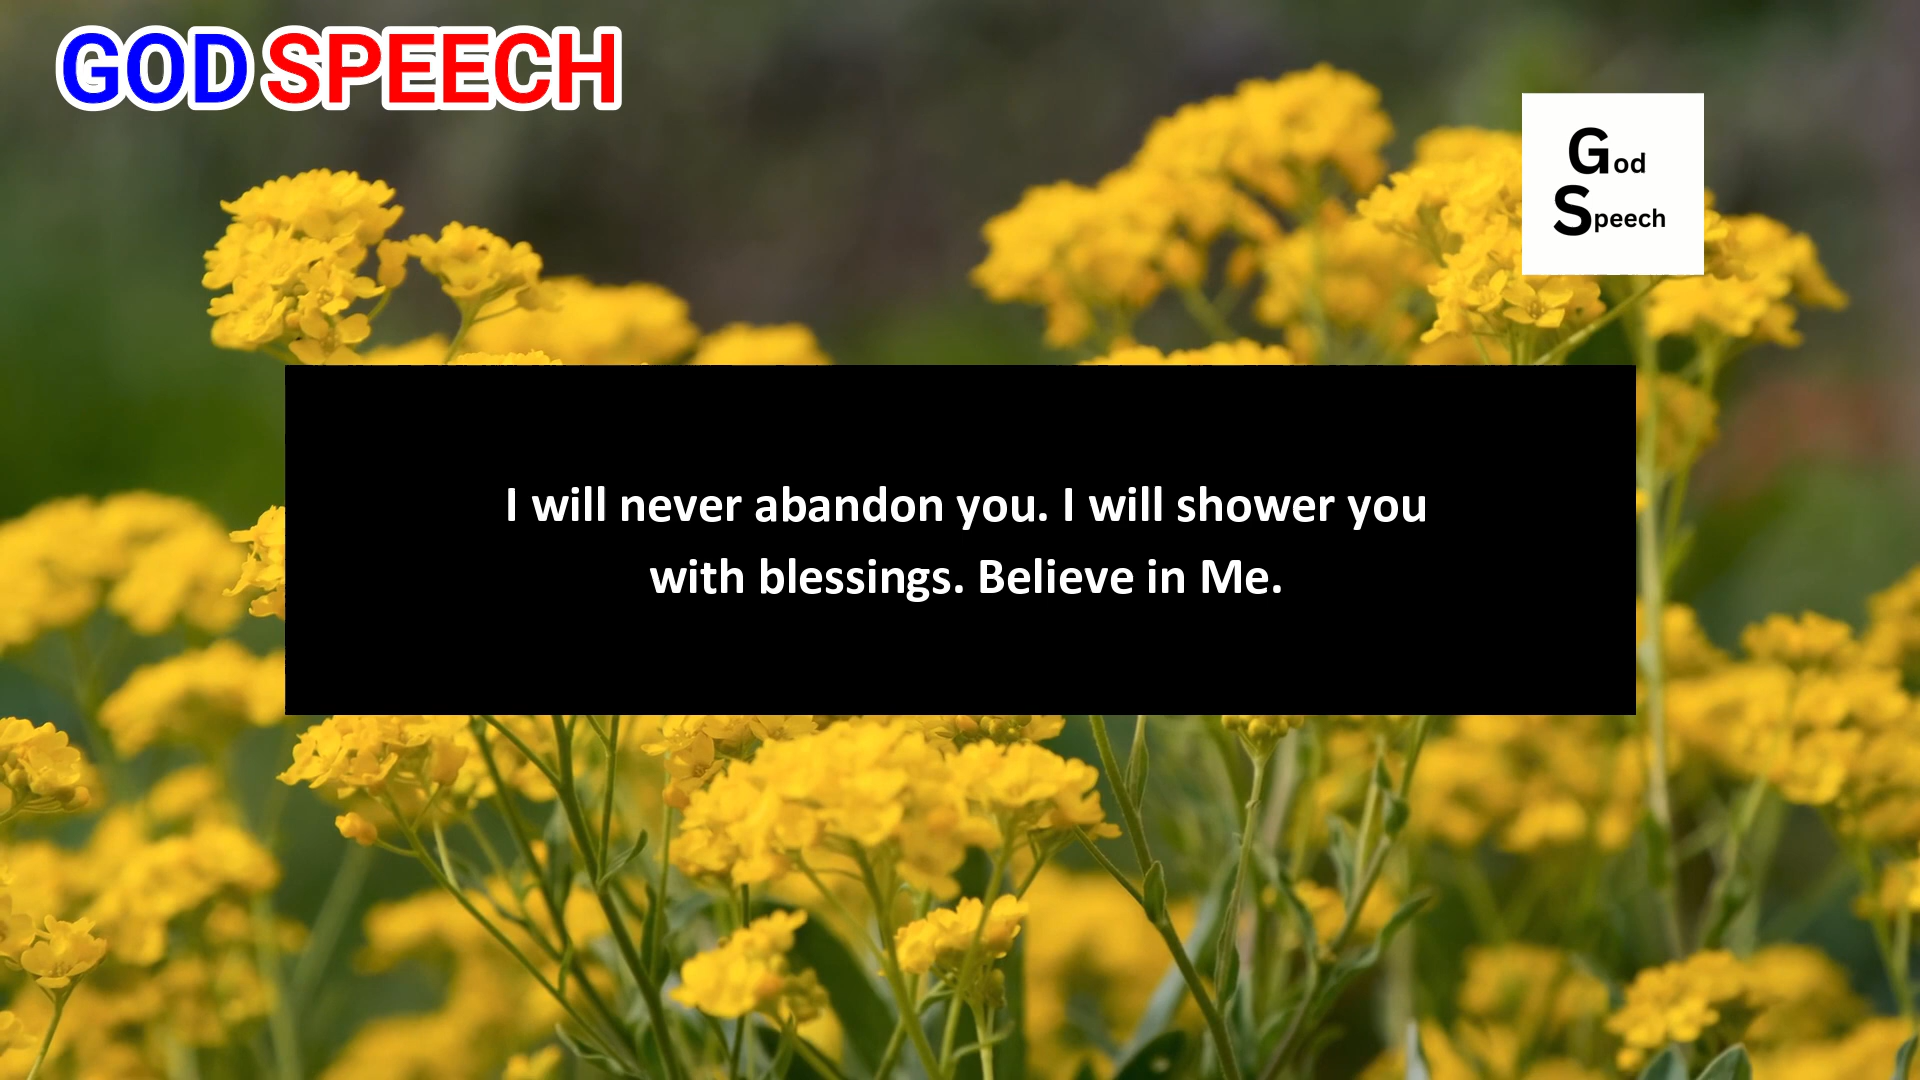 GOD SPEECH
God
Speech
I will never abandon you. I will shower you
with blessings. Believe in Me.